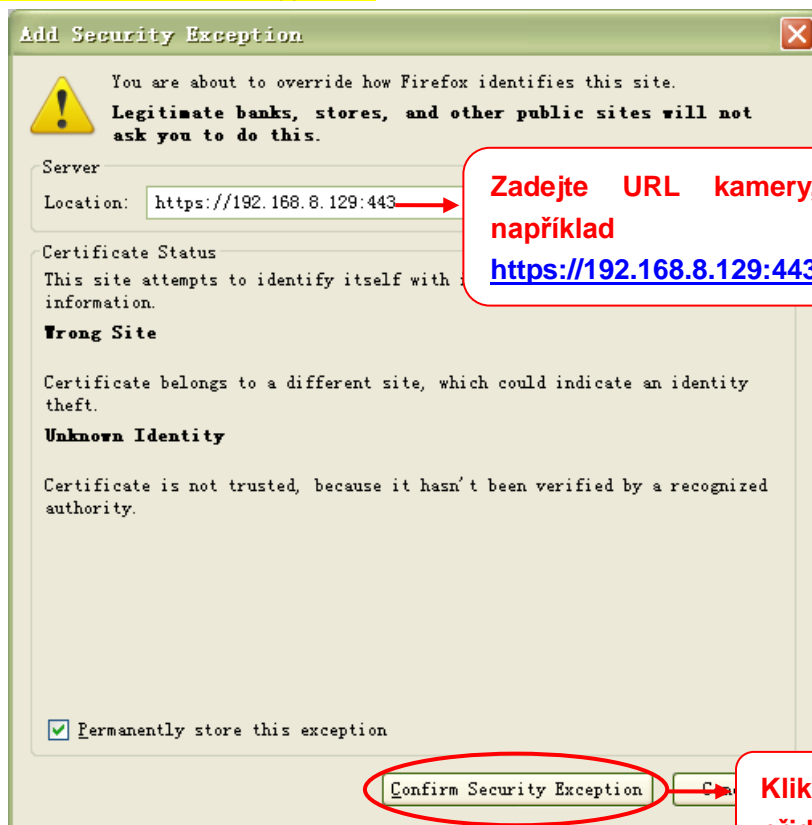 Add Security Exception
You are about to override how Firefox identifies this site.
Legitimate banks, stores, and other public sites will not
ask you to do this.
Server
Location: https://192.168.8.129:443
Zadejte URL kamery,
například
https://192.168.8.129:443
Certificate Status
This site attempts to identify itself with
information.
Wrong Site
Certificate belongs to a different site, which could indicate an identity
theft.
Unknown Identity
Certificate is not trusted, because it hasn't been verified by a recognized
authority.
Permanently store this exception
Confirm Security Exception
Klik